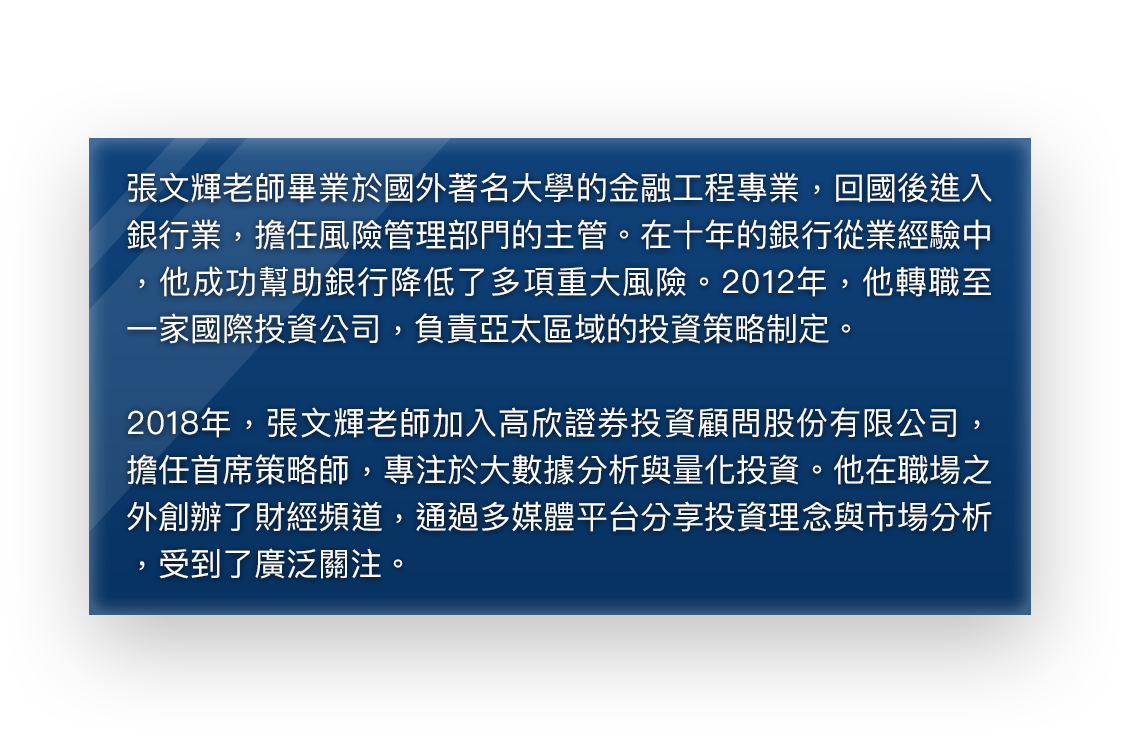 張文輝老師畢業於國外著名大學的金融工程專業，回國後進入
銀行業，擔任風險管理部門的主管。在十年的銀行從業經驗中
，他成功幫助銀行降低了多項重大風險。2012年，他轉職至
一家國際投資公司，負責亞太區域的投資策略制定。
2018年，張文輝老師加入高欣證券投資顧問股份有限公司，
擔任首席策略師，專注於大數據分析與量化投資。他在職場之
外創辦了財經頻道，通過多媒體平台分享投資理念與市場分析
，受到了廣泛關注。